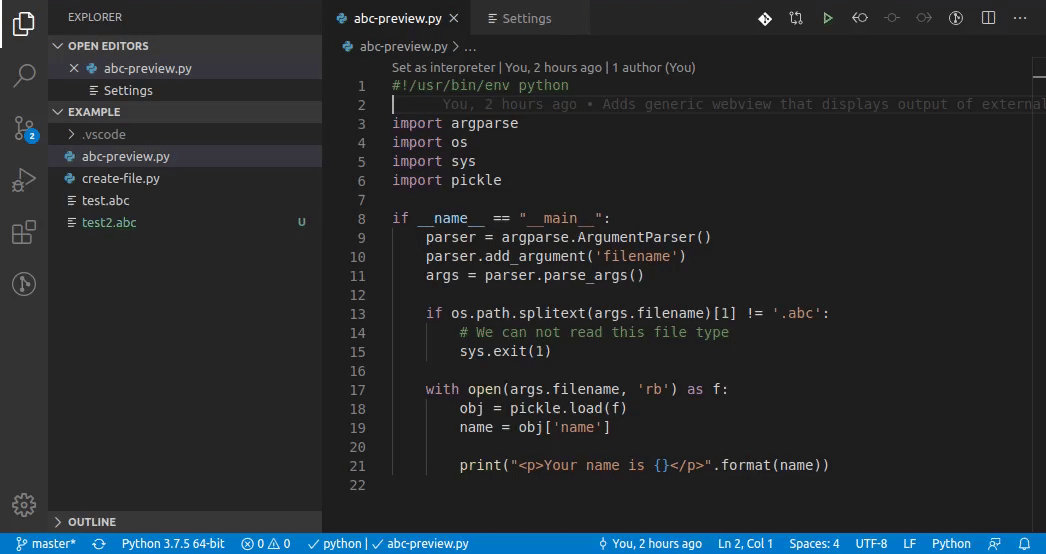 EXPLORER
OPEN EDITORS
abc-preview.py
Settings
EXAMPLE
.vscode
abc-preview.py
create-file.py
test.abc
test2.abc U
2
OUTLINE
abc-preview.py Settings
abc-preview.py > ...
Set as interpreter | You, 2 hours ago | 1 author (You)
1 #!/usr/bin/env python
2 You, 2 hours ago • Adds generic webview that displays output of external
3 import argparse
4 import os
5 import sys
6 import pickle
7
8 if __name__ == "__main__":
9 parser = argparse.ArgumentParser()
10 parser.add_argument('filename')
11 args = parser.parse_args()
12
13 if os.path.splitext(args.filename)[1] != '.abc':
14 # We can not read this file type
15 sys.exit(1)
16
17 with open(args.filename, 'rb') as f:
18 obj = pickle.load(f)
19 name = obj['name']
20
21 print("<p>Your name is {}</p>".format(name))
22
master* Python 3.7.5 64-bit 0 0 python | abc-preview.py You, 2 hours ago Ln 2, Col 1 Spaces: 4 UTF-8 LF Python